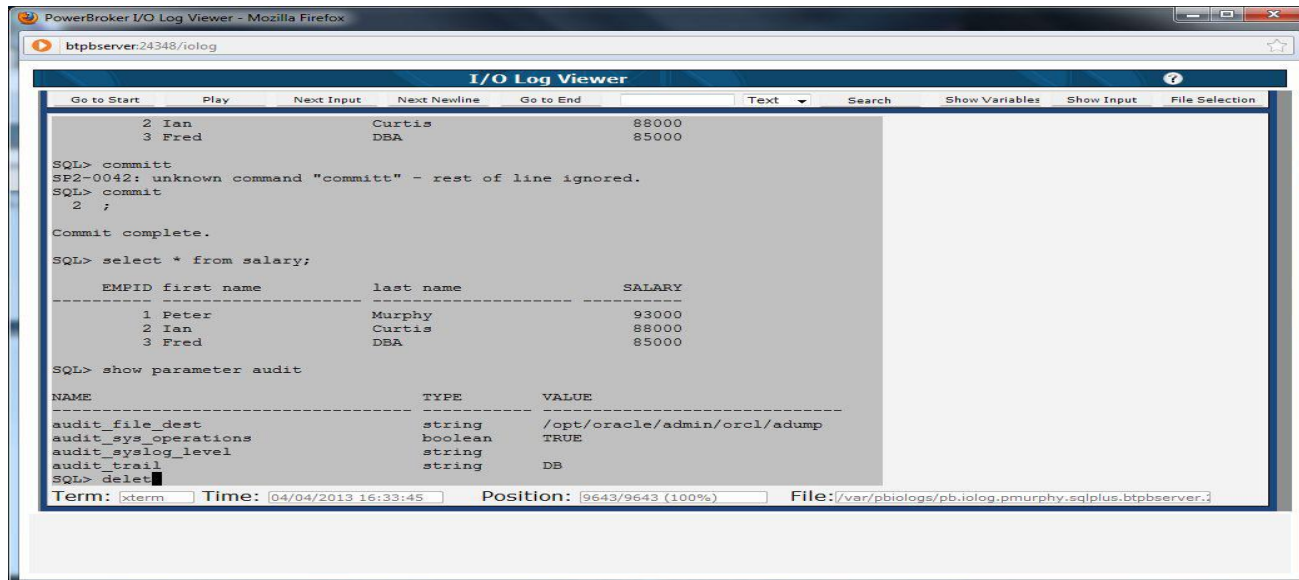 PowerBroker I/O Log Viewer - Mozilla Firefox
btpbserver:24348/iolog
I/O Log Viewer
Go to Start Play Next Input Next Newline Go to End Text Search Show Variables Show Input File Selection
2 Ian Curtis 88000
3 Fred DBA 85000
SQL> committ
SP2-0042: unknown command "committ" - rest of line ignored.
SQL> commit
2 ;
Commit complete.
SQL> select * from salary;
EMPID first name last name SALARY
---------- -------------------- -------------------- ----------
1 Peter Murphy 93000
2 Ian Curtis 88000
3 Fred DBA 85000
SQL> show parameter audit
NAME TYPE VALUE
------------------------------------ ----------- ------------------------------
audit_file_dest string /opt/oracle/admin/orcl/adump
audit_sys_operations boolean TRUE
audit_syslog_level string
audit_trail string DB
SQL> delet
Term: xterm Time: 04/04/2013 16:33:45 Position: 9643/9643 (100%) File: /var/pbiologs/pb.iolog.pmurphy.sqlplus.btpbserver.2